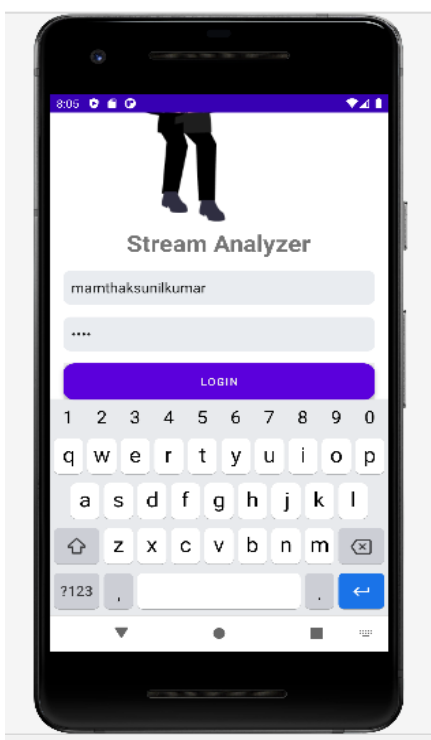 8:05
Stream Analyzer
mamthaksunilkumar
••••
LOGIN
1 2 3 4 5 6 7 8 9 0
q w e r t y u i o p
a s d f g h j k l
z x c v b n m
?123 , .